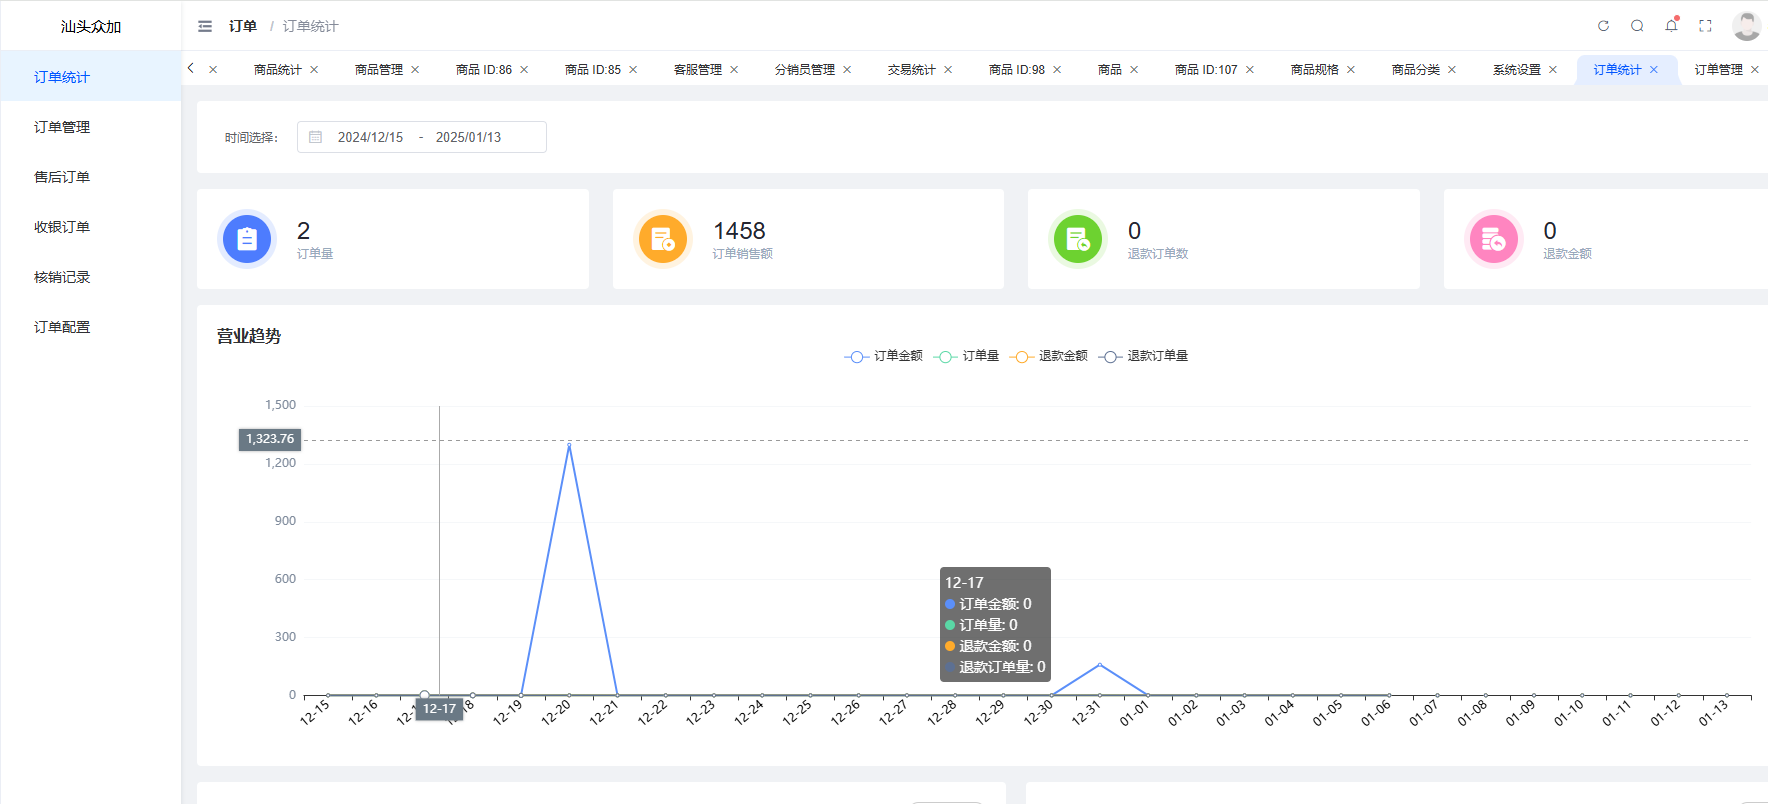 汕头众加
订单 / 订单统计
商品统计 商品管理 商品 ID:86 商品 ID:85 客服管理 分销员管理 交易统计 商品 ID:98 商品 商品 ID:107 商品规格 商品分类 系统设置 订单统计 订单管理
订单统计
订单管理
售后订单
收银订单
核销记录
订单配置
时间选择： 2024/12/15 - 2025/01/13
2
订单量
1458
订单销售额
0
退款订单数
0
退款金额
营业趋势
订单金额 订单量 退款金额 退款订单量
1,500
1,323.76
1,200
900
600
300
0
12-17
订单金额: 0
订单量: 0
退款金额: 0
退款订单量: 0
12-15 12-16 12-17 12-19 12-20 12-21 12-22 12-23 12-24 12-25 12-26 12-27 12-28 12-29 12-30 12-31 01-01 01-02 01-03 01-04 01-05 01-06 01-07 01-08 01-09 01-10 01-11 01-12 01-13